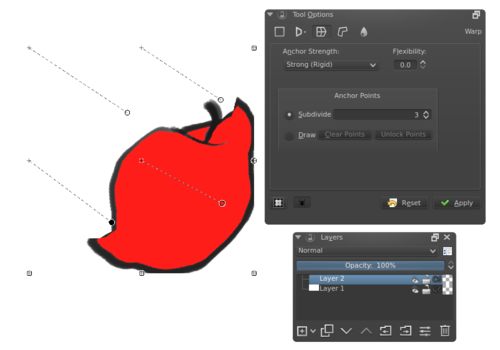 Tool Options
Warp
Anchor Strength:
Flexibility:
Strong (Rigid)
0.0
Anchor Points
Subdivide
3
Draw
Clear Points
Unlock Points
Reset
Apply
Layers
Normal
Opacity: 100%
Layer 2
Layer 1